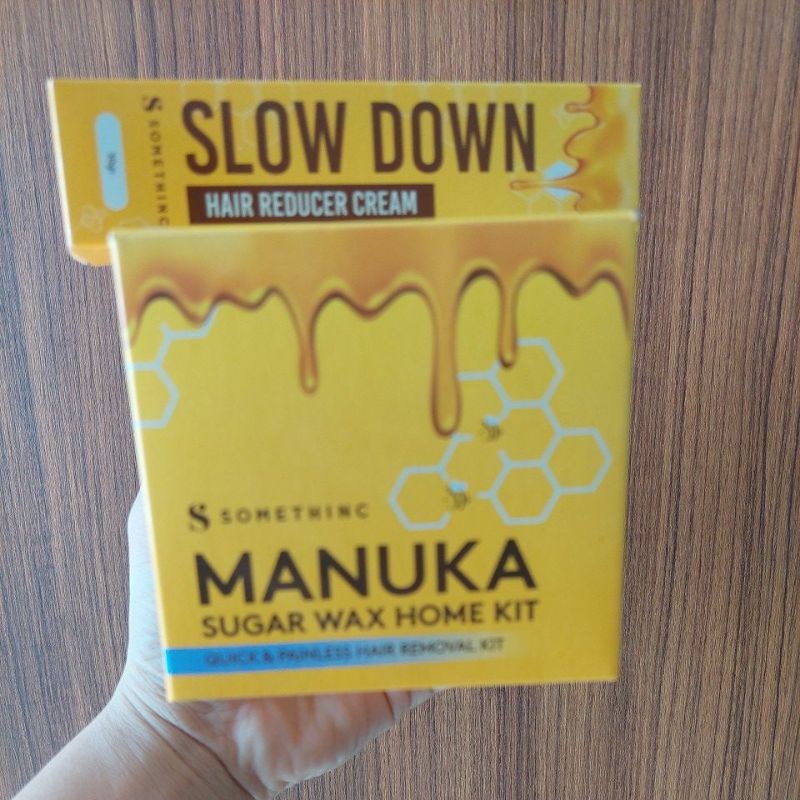 SLOW DOWN
HAIR REDUCER CREAM
S SOMETHINC
S SOMETHINC
MANUKA
SUGAR WAX HOME KIT
QUICK & PAINLESS HAIR REMOVAL KIT